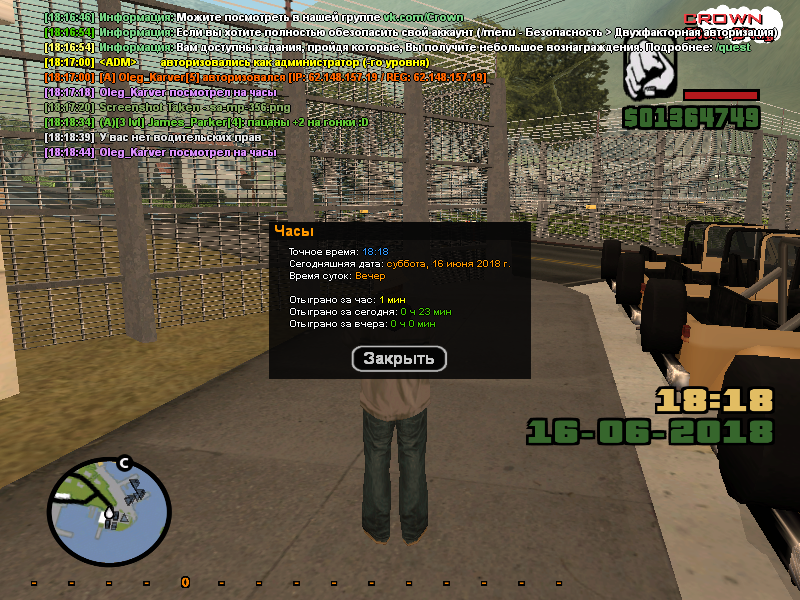 [18:16:46] Информация: Можите посмотреть в нашей группе vk.com/Crown
CROWN
[18:16:54] Информация: Если вы хотите полностью обезопасить свой аккаунт (/menu - Безопасность > Двухфакторная авторизация)
[18:16:54] Информация: Вам доступны задания, пройдя которые, Вы получите небольшое вознаграждения. Подробнее: /quest
[18:17:00] <ADM> авторизовались как администратор (-го уровня)
[18:17:00] [A] Oleg_Karver[5] авторизовался [IP: 62.148.157.19 / REG: 62.148.157.19]
[18:17:18] Oleg_Karver посмотрел на часы
[18:17:20] Screenshot Taken - sa-mp-356.png
[18:18:34] (A)[3 lvl] James_Parker[4]: пацаны +2 на гонки :D
[18:18:39] У вас нет водительских прав
[18:18:44] Oleg_Karver посмотрел на часы
$01364749
Часы
Точное время: 18:18
Сегодняшняя дата: суббота, 16 июня 2018 г.
Время суток: Вечер
Отыграно за час: 1 мин
Отыграно за сегодня: 0 ч 23 мин
Отыграно за вчера: 0 ч 0 мин
Закрыть
18:18
16-06-2018
C
0